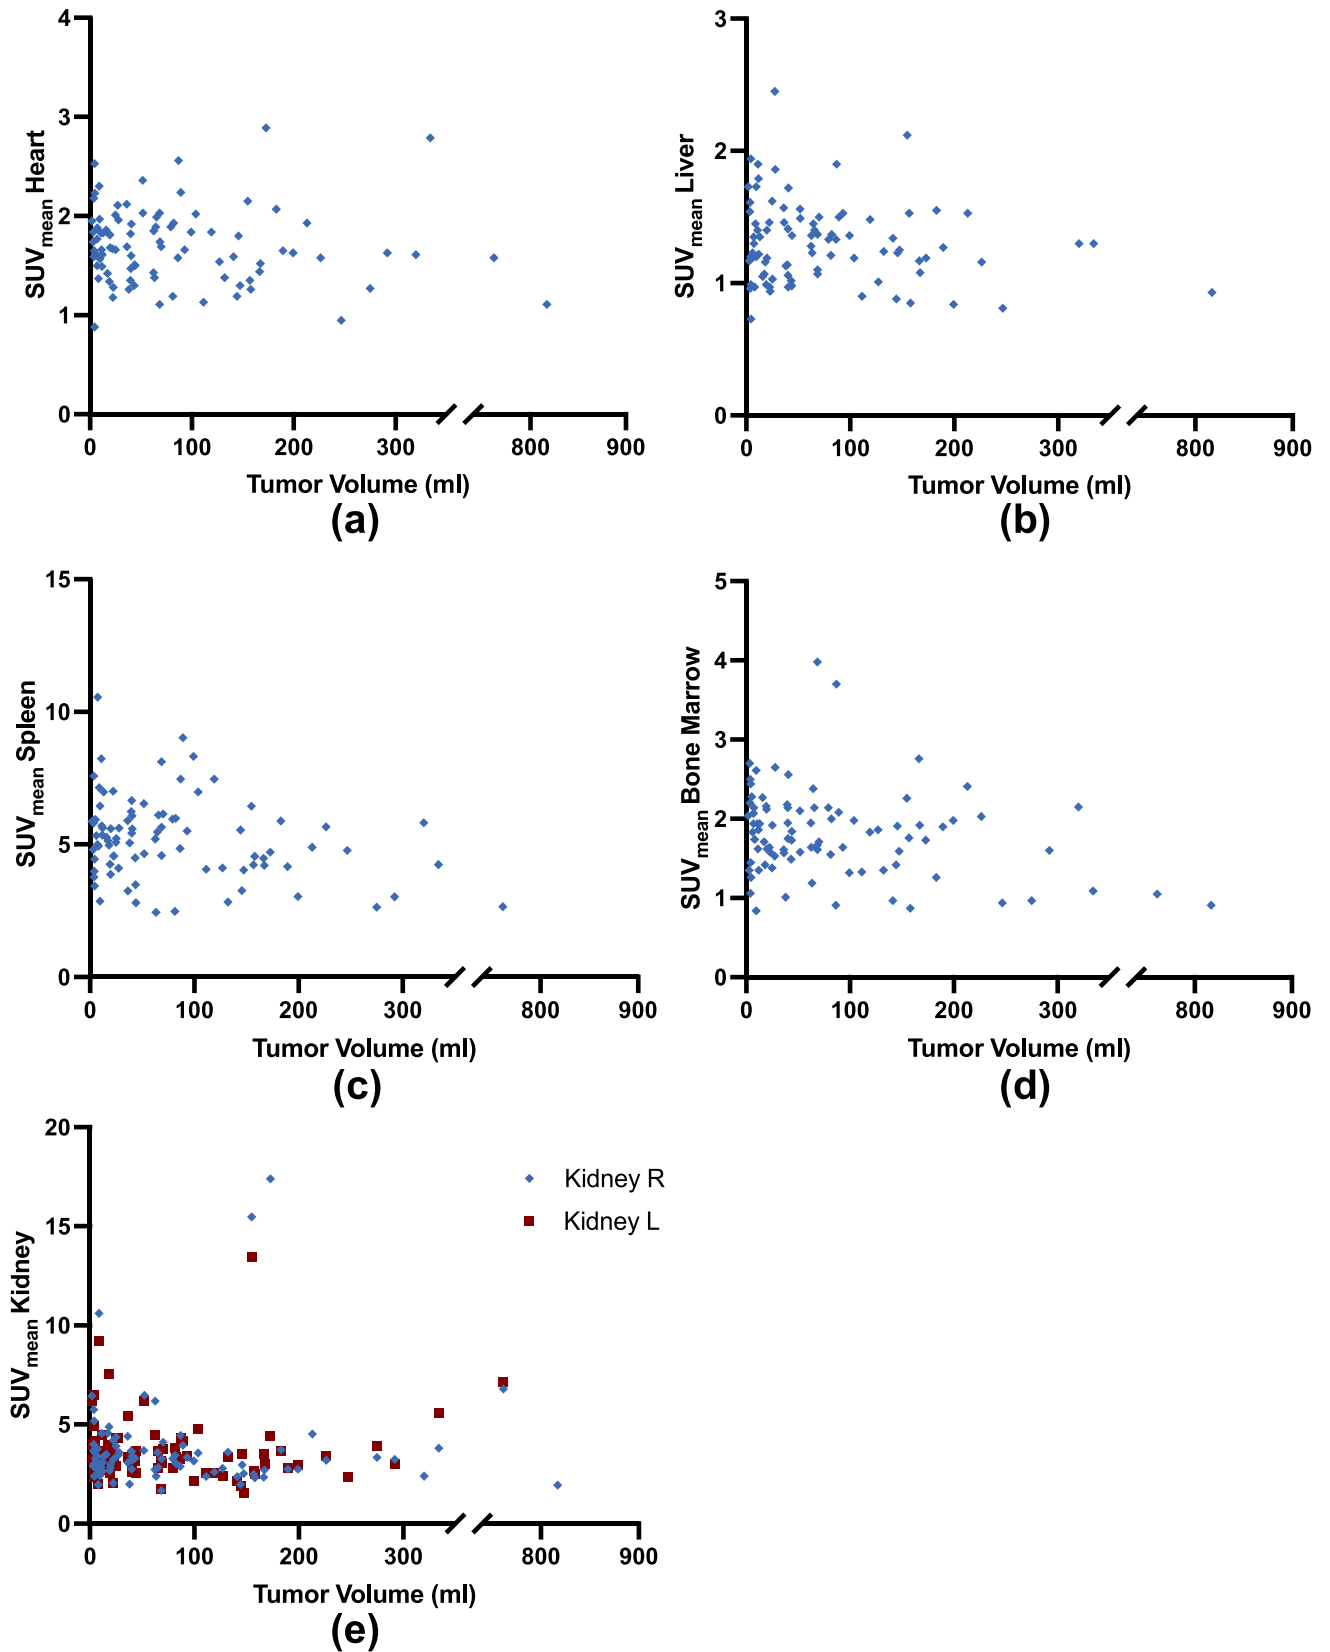 4
3
2
1
0
SUVmean Heart
0 100 200 300 800 900
Tumor Volume (ml)
(a)
3
2
1
0
SUVmean Liver
0 100 200 300 800 900
Tumor Volume (ml)
(b)
15
10
5
0
SUVmean Spleen
0 100 200 300 800 900
Tumor Volume (ml)
(c)
5
4
3
2
1
0
SUVmean Bone Marrow
0 100 200 300 800 900
Tumor Volume (ml)
(d)
20
15
10
5
0
SUVmean Kidney
Kidney R
Kidney L
0 100 200 300 800 900
Tumor Volume (ml)
(e)